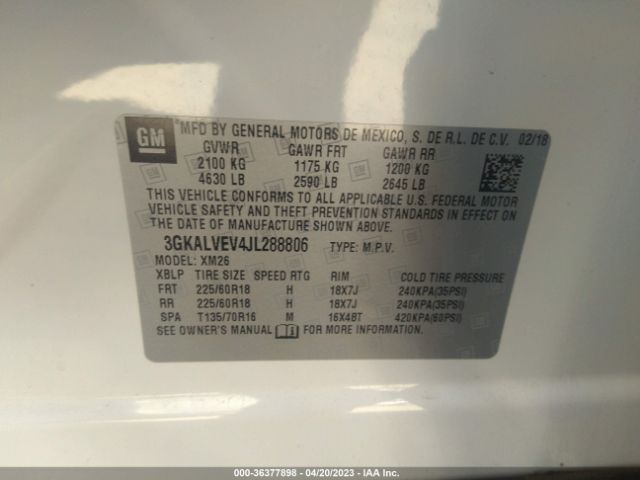 GM
MFD BY GENERAL MOTORS DE MEXICO, S. DE R.L. DE C.V. 02/18
GVWR GAWR FRT GAWR RR
2100 KG 1175 KG 1200 KG
4630 LB 2590 LB 2645 LB
THIS VEHICLE CONFORMS TO ALL APPLICABLE U.S. FEDERAL MOTOR
VEHICLE SAFETY AND THEFT PREVENTION STANDARDS IN EFFECT ON
THE DATE OF MANUFACTURE SHOWN ABOVE.
3GKALVEV4JL288806 TYPE: M.P.V.
MODEL: XM26
XBLP TIRE SIZE SPEED RTG RIM COLD TIRE PRESSURE
FRT 225/60R18 H 18X7J 240KPA(35PSI)
RR 225/60R18 H 18X7J 240KPA(35PSI)
SPA T135/70R16 M 16X4BT 420KPA(60PSI)
SEE OWNER'S MANUAL FOR MORE INFORMATION.
000-36377898 - 04/20/2023 - IAA Inc.